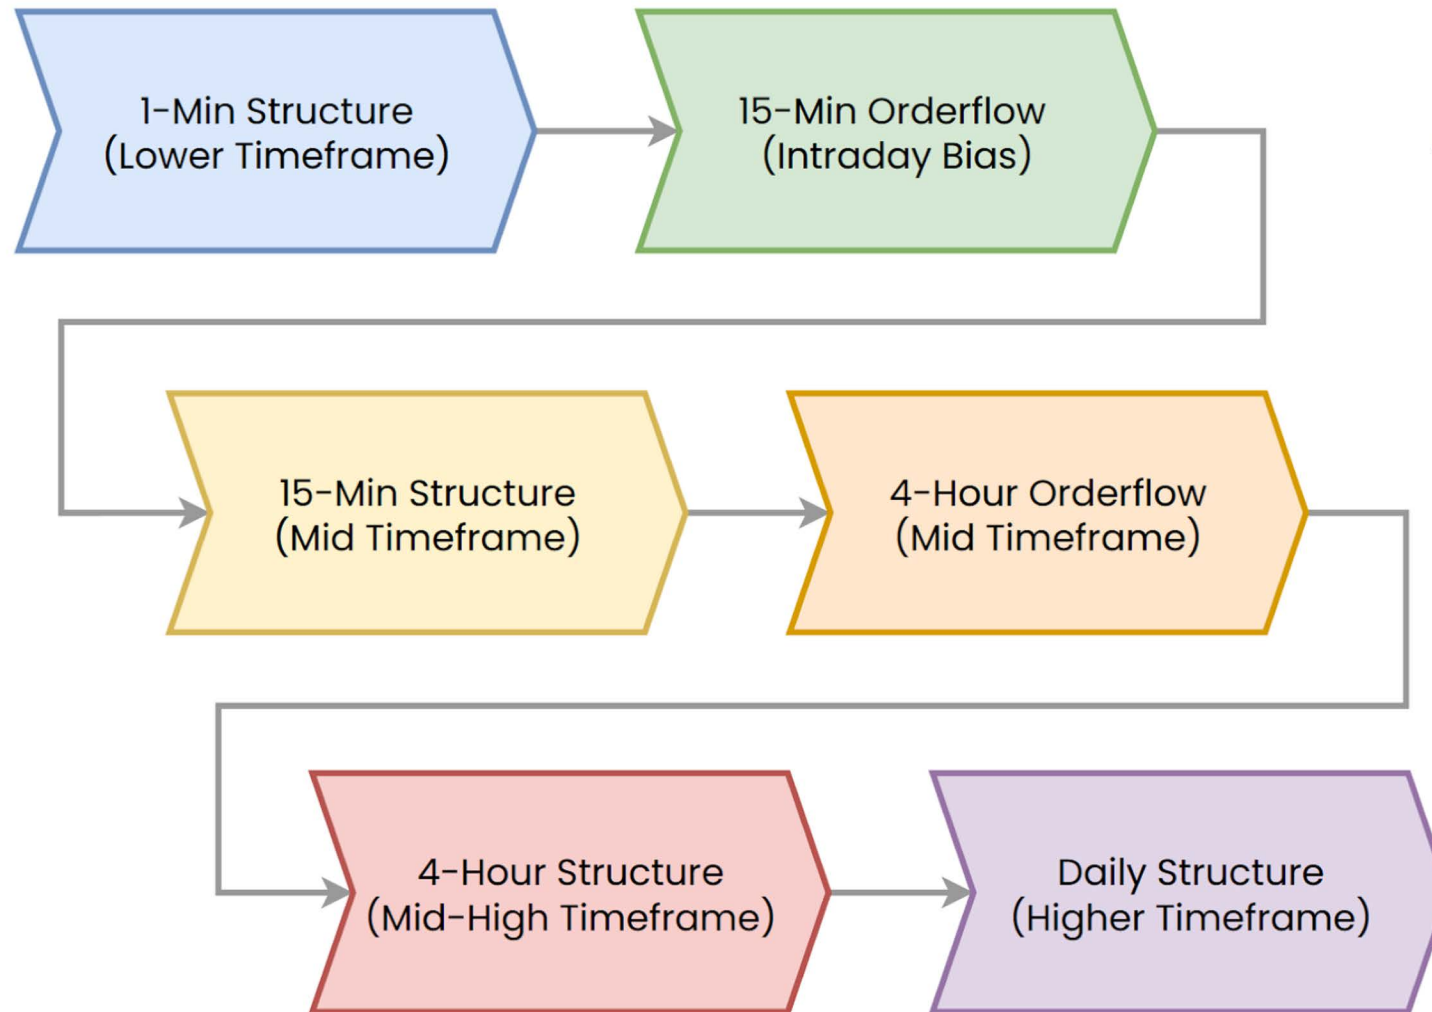 1-Min Structure
(Lower Timeframe)
15-Min Orderflow
(Intraday Bias)
15-Min Structure
(Mid Timeframe)
4-Hour Orderflow
(Mid Timeframe)
4-Hour Structure
(Mid-High Timeframe)
Daily Structure
(Higher Timeframe)